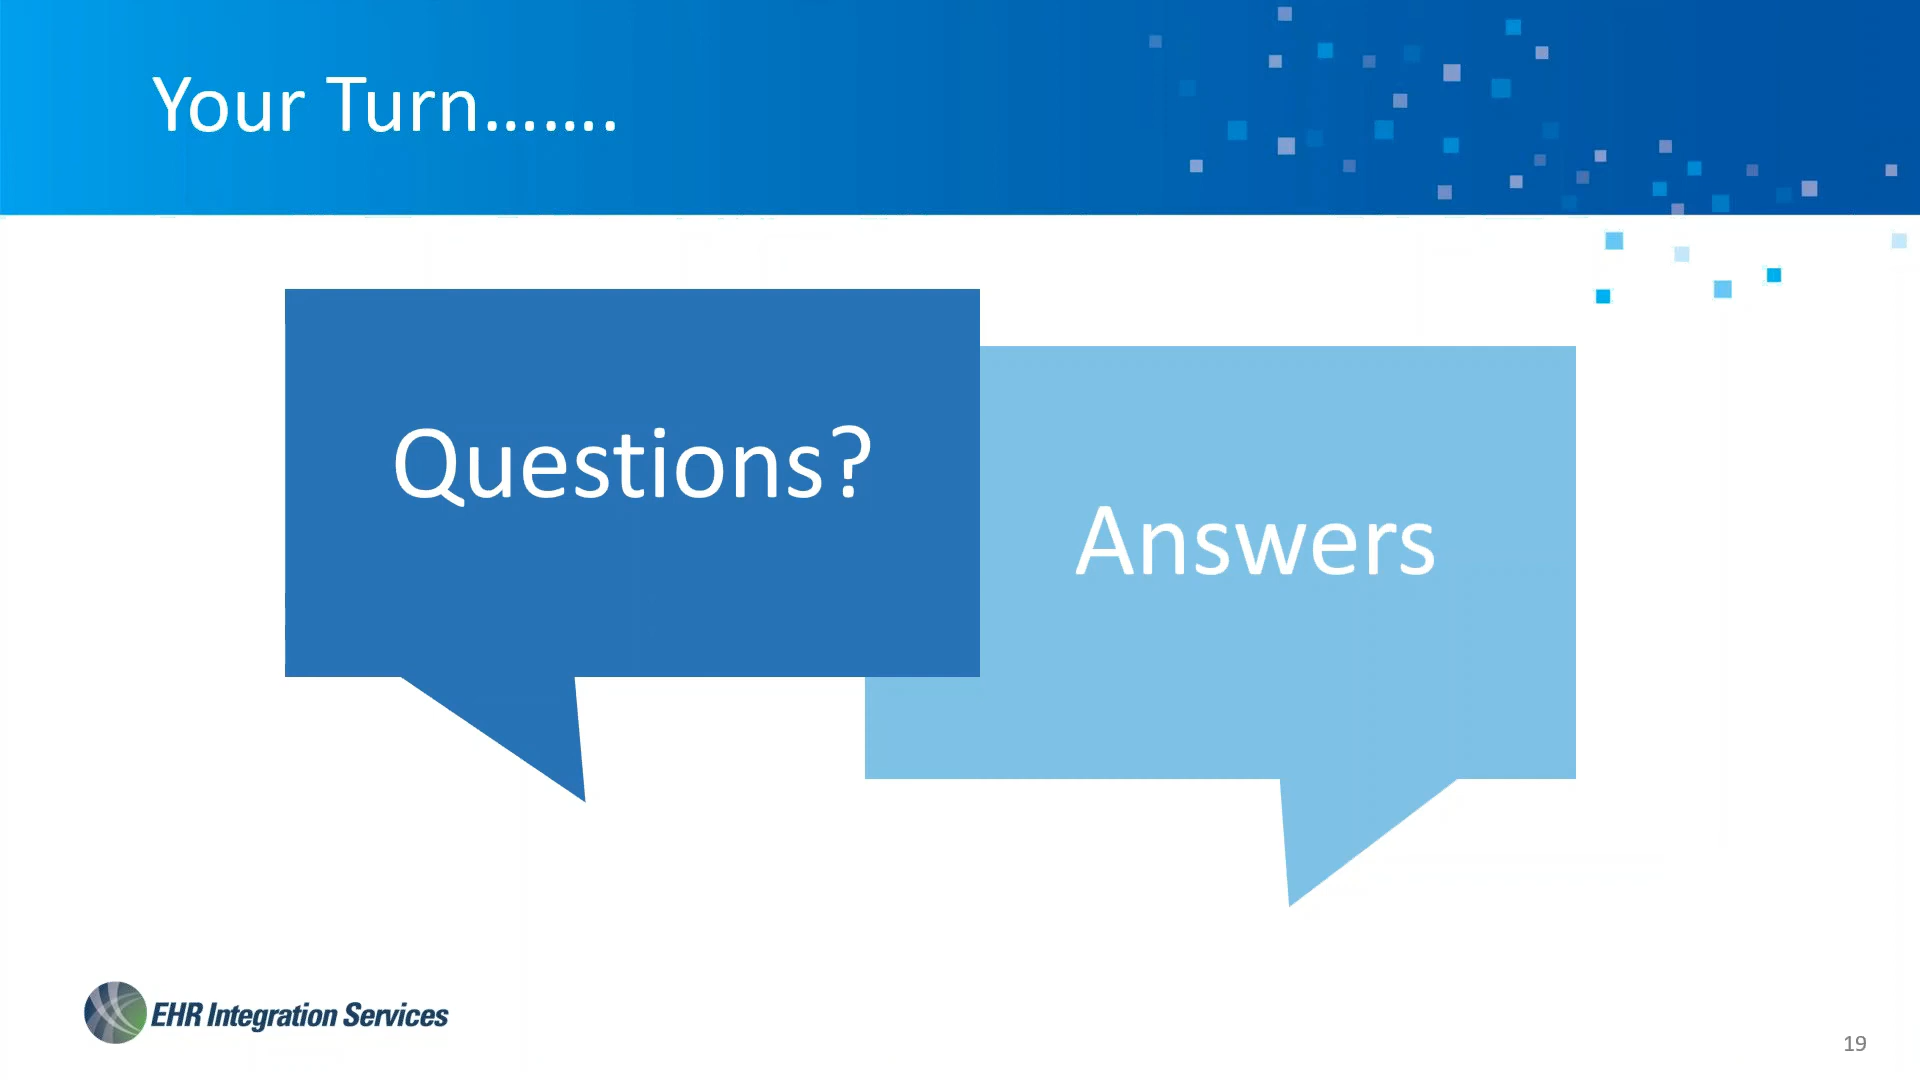 Your Turn…….
Questions?
Answers
EHR Integration Services
19